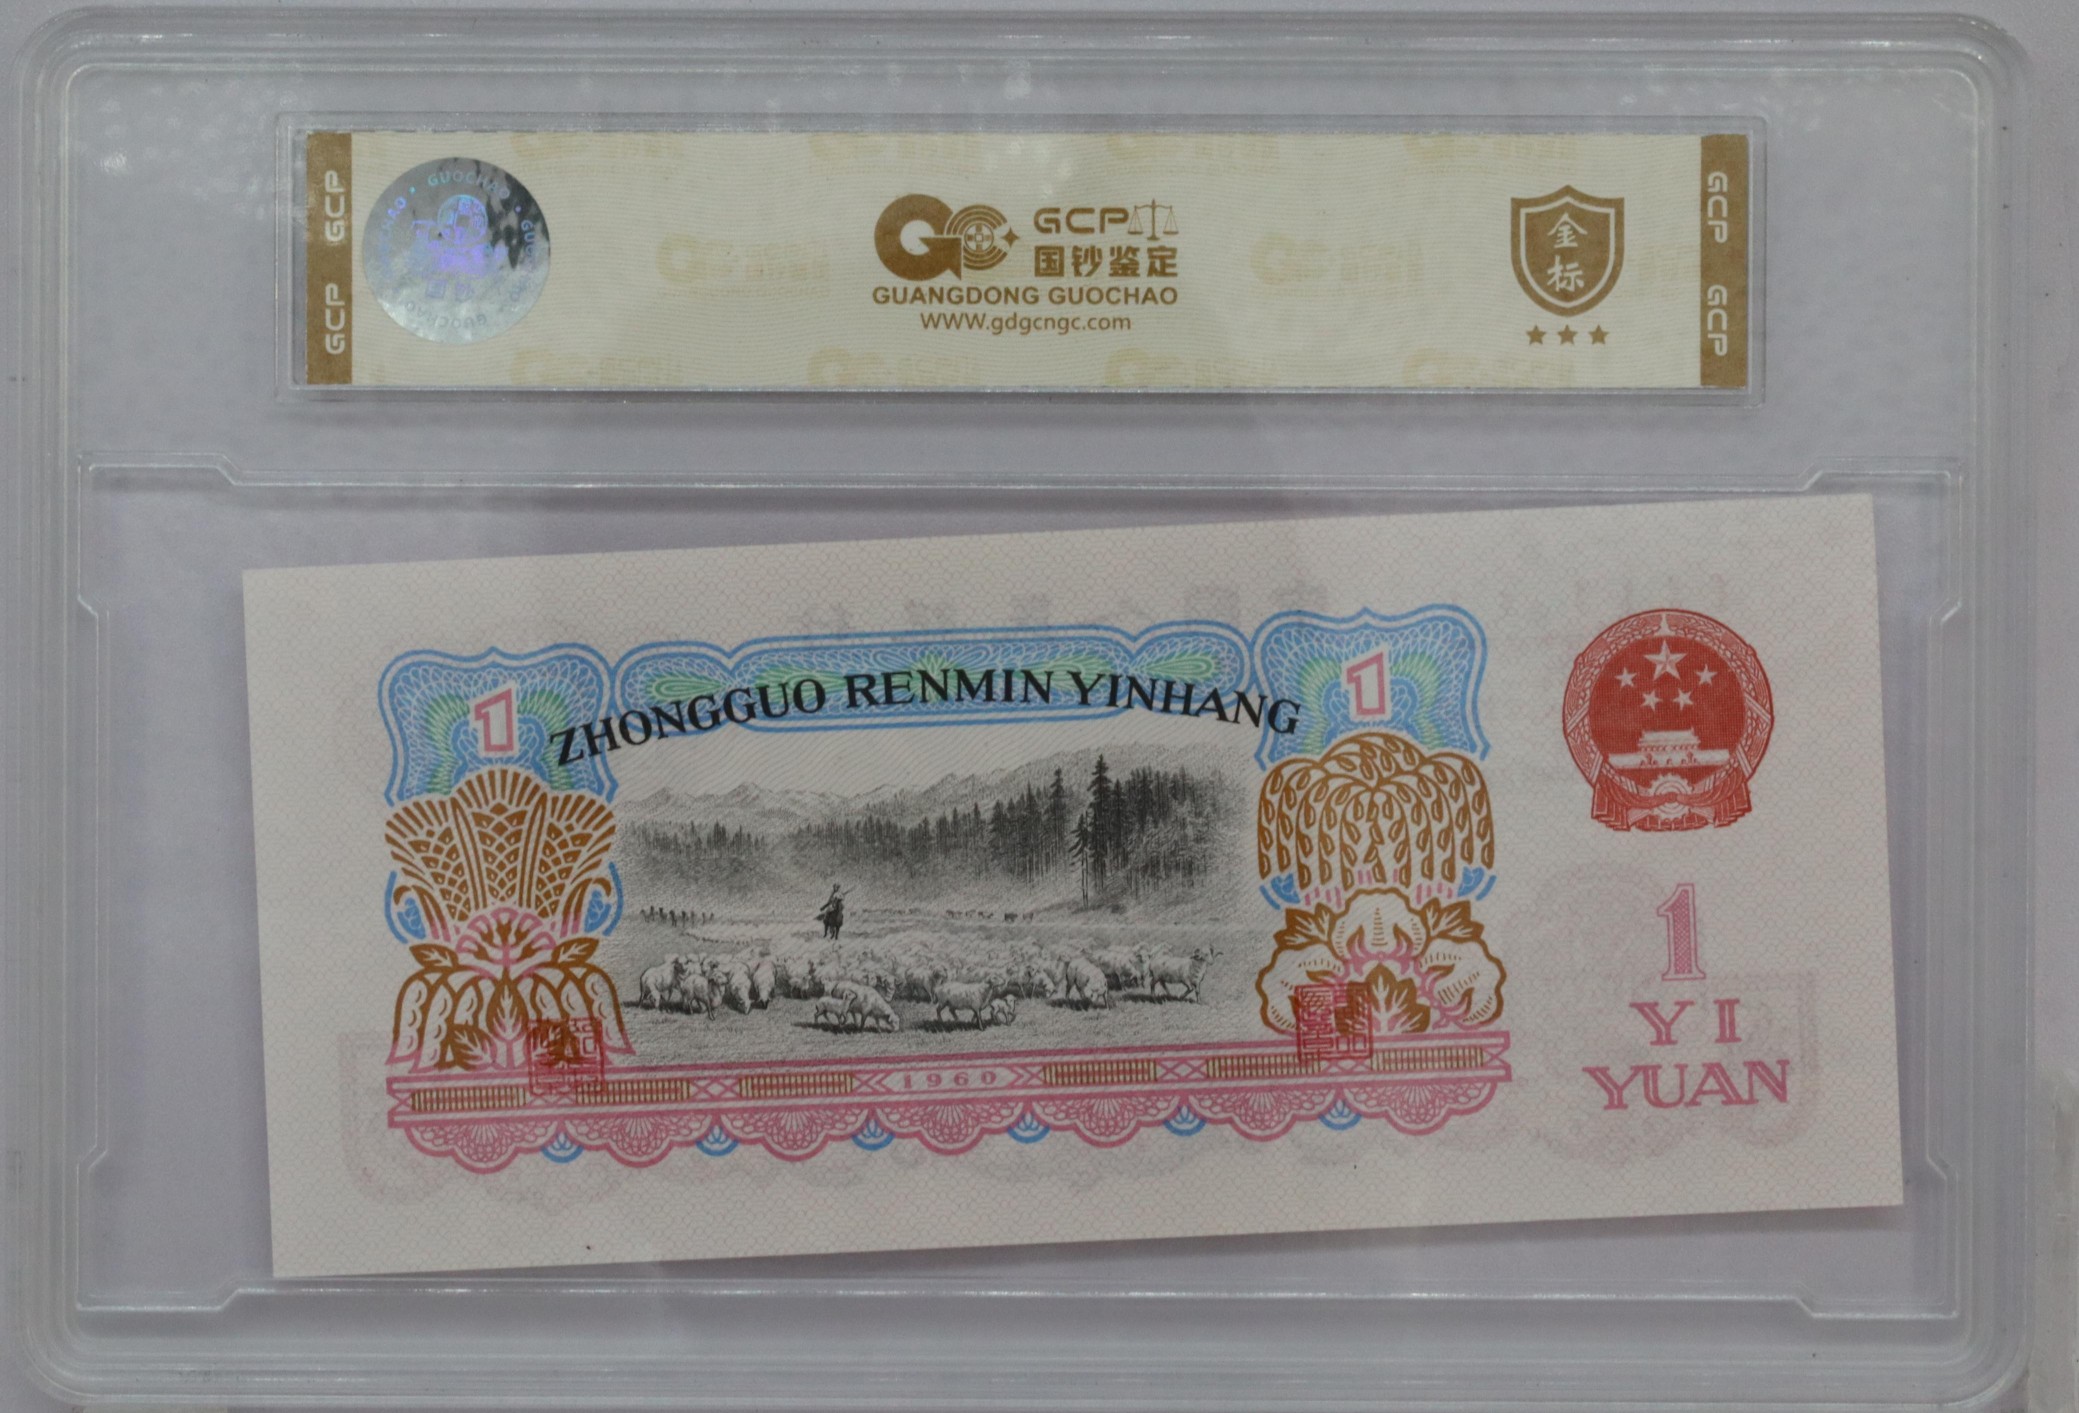 GCP GCP
GUOCHAO
GCP
国钞鉴定
GUANGDONG GUOCHAO
WWW.gdgcngc.com
金标
GCP GCP
1
ZHONGGUO RENMIN YINHANG
1
1960
1
YI
YUAN